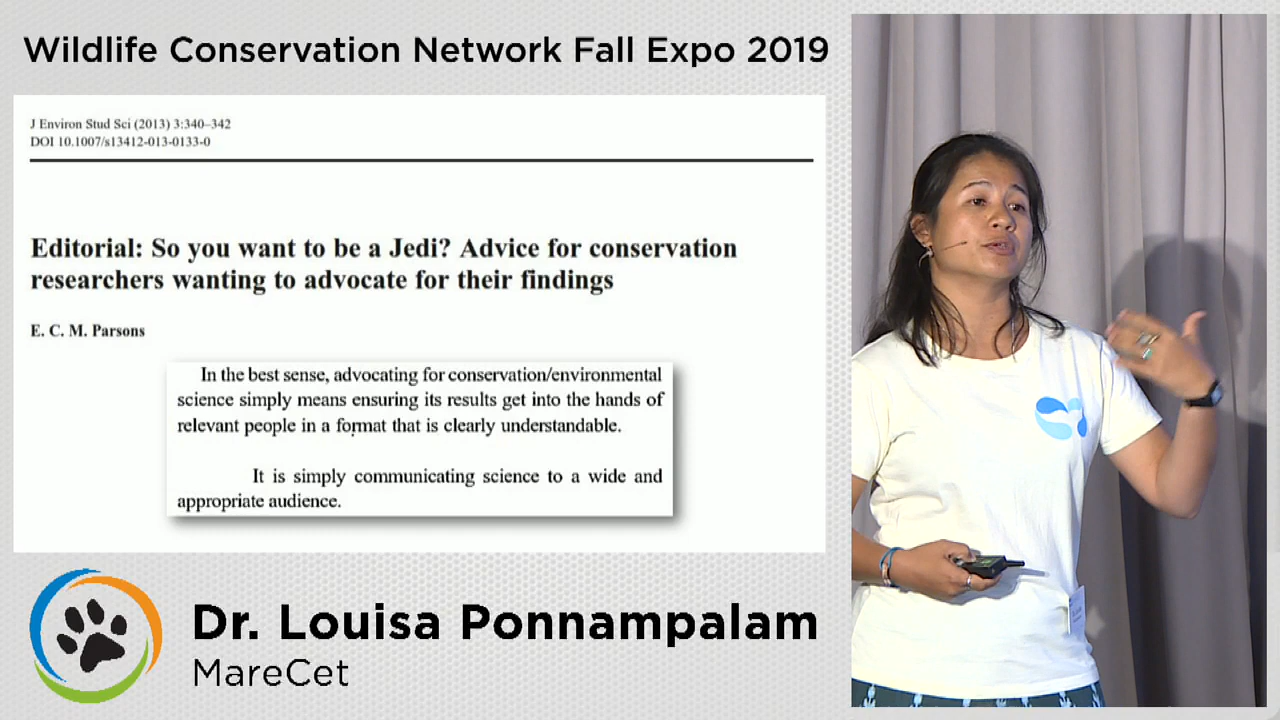 Wildlife Conservation Network Fall Expo 2019
J Environ Stud Sci (2013) 3:340–342
DOI 10.1007/s13412-013-0133-0
Editorial: So you want to be a Jedi? Advice for conservation
researchers wanting to advocate for their findings
E. C. M. Parsons
In the best sense, advocating for conservation/environmental
science simply means ensuring its results get into the hands of
relevant people in a format that is clearly understandable.
It is simply communicating science to a wide and
appropriate audience.
Dr. Louisa Ponnampalam
MareCet